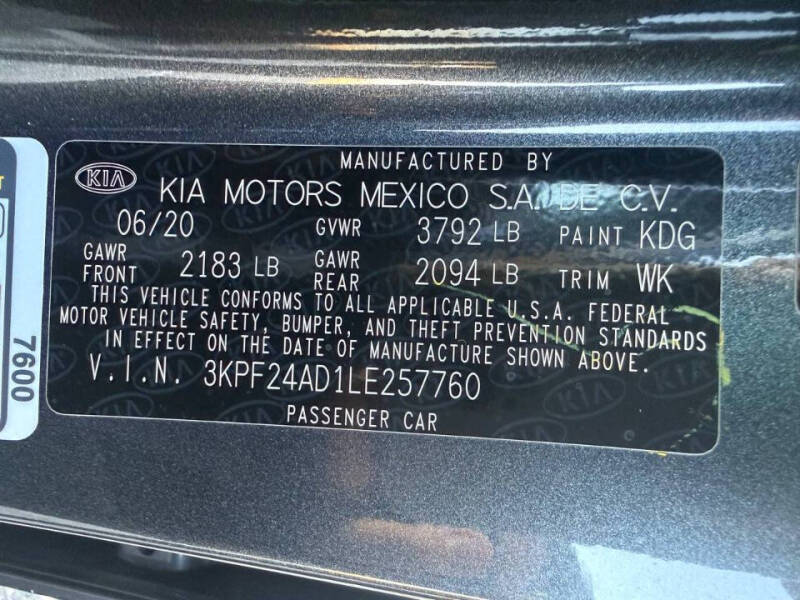 MANUFACTURED BY
KIA KIA MOTORS MEXICO S.A. DE C.V.
06/20 GVWR 3792 LB PAINT KDG
GAWR FRONT 2183 LB GAWR REAR 2094 LB TRIM WK
THIS VEHICLE CONFORMS TO ALL APPLICABLE U.S.A. FEDERAL
MOTOR VEHICLE SAFETY, BUMPER, AND THEFT PREVENTION STANDARDS
IN EFFECT ON THE DATE OF MANUFACTURE SHOWN ABOVE.
V.I.N. 3KPF24AD1LE257760
PASSENGER CAR
7600